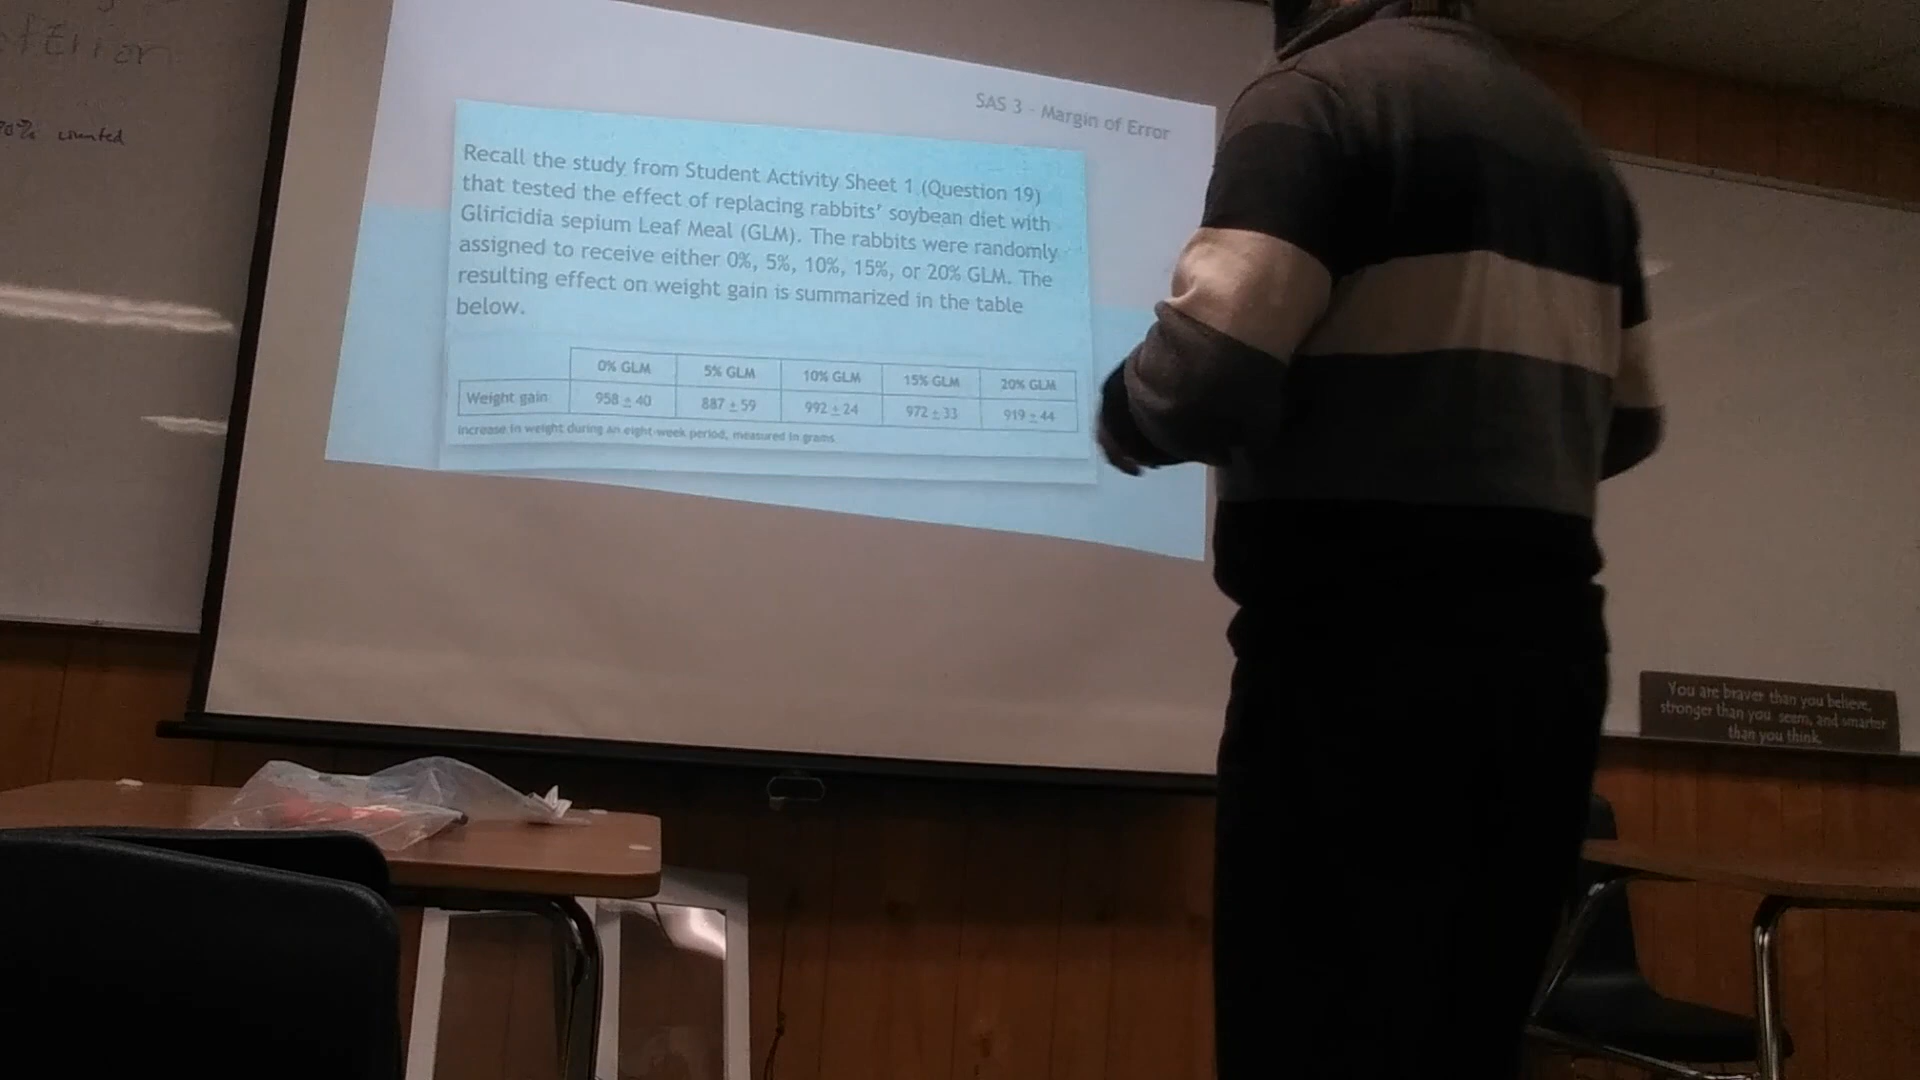 of Error
90% counted
SAS 3 - Margin of Error
Recall the study from Student Activity Sheet 1 (Question 19)
that tested the effect of replacing rabbits' soybean diet with
Gliricidia sepium Leaf Meal (GLM). The rabbits were randomly
assigned to receive either 0%, 5%, 10%, 15%, or 20% GLM. The
resulting effect on weight gain is summarized in the table
below.
0% GLM 5% GLM 10% GLM 15% GLM 20% GLM
Weight gain 958 ± 40 887 ± 59 992 ± 24 972 ± 33 919 ± 44
Increase in weight during an eight-week period, measured in grams
You are braver than you believe,
stronger than you seem, and smarter
than you think.